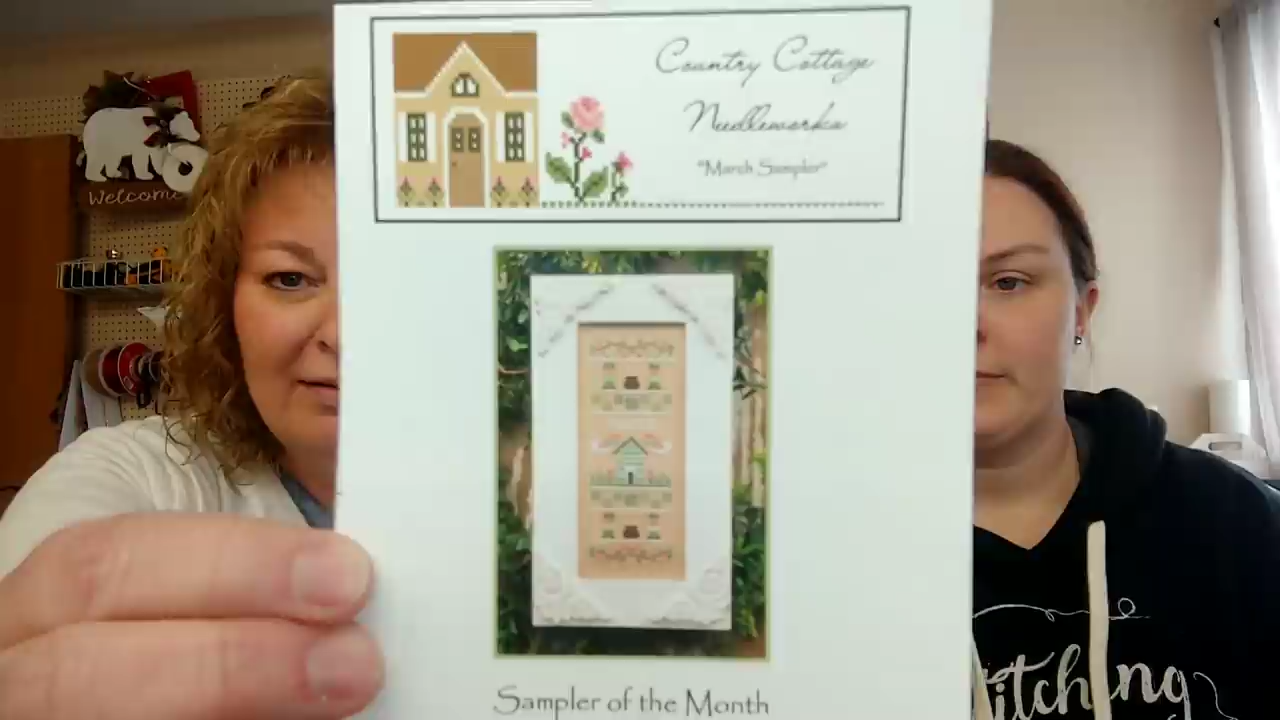 Country Cottage
Needleworks
"March Sampler"
Welcome
Sampler of the Month
itching